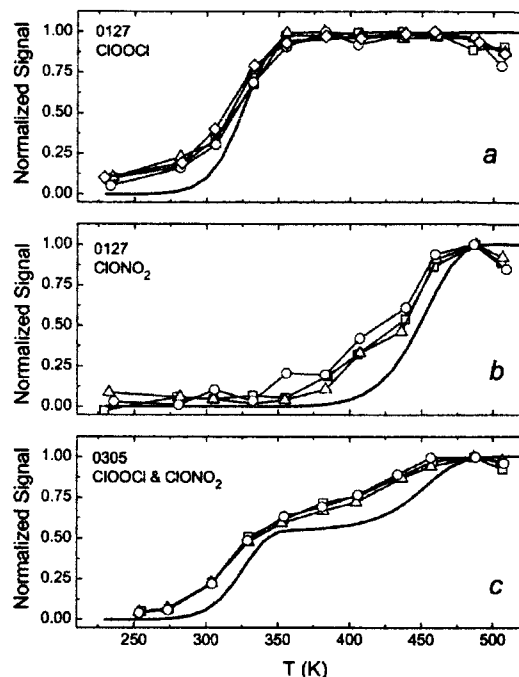 0127
ClOOCl
1.00
0.75
0.50
0.25
0.00
Normalized Signal
a
0127
ClONO2
1.00
0.75
0.50
0.25
0.00
Normalized Signal
b
0305
ClOOCl & ClONO2
1.00
0.75
0.50
0.25
0.00
Normalized Signal
c
250 300 350 400 450 500
T (K)